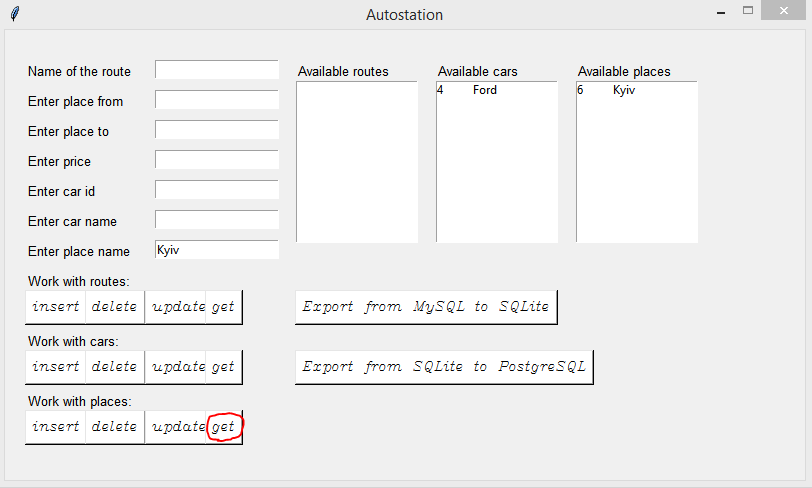 Autostation
Name of the route
Available routes
Available cars
Available places
Enter place from
4 Ford
6 Kyiv
Enter place to
Enter price
Enter car id
Enter car name
Enter place name Kyiv
Work with routes:
insert delete update get
Export from MySQL to SQLite
Work with cars:
insert delete update get
Export from SQLite to PostgreSQL
Work with places:
insert delete update get